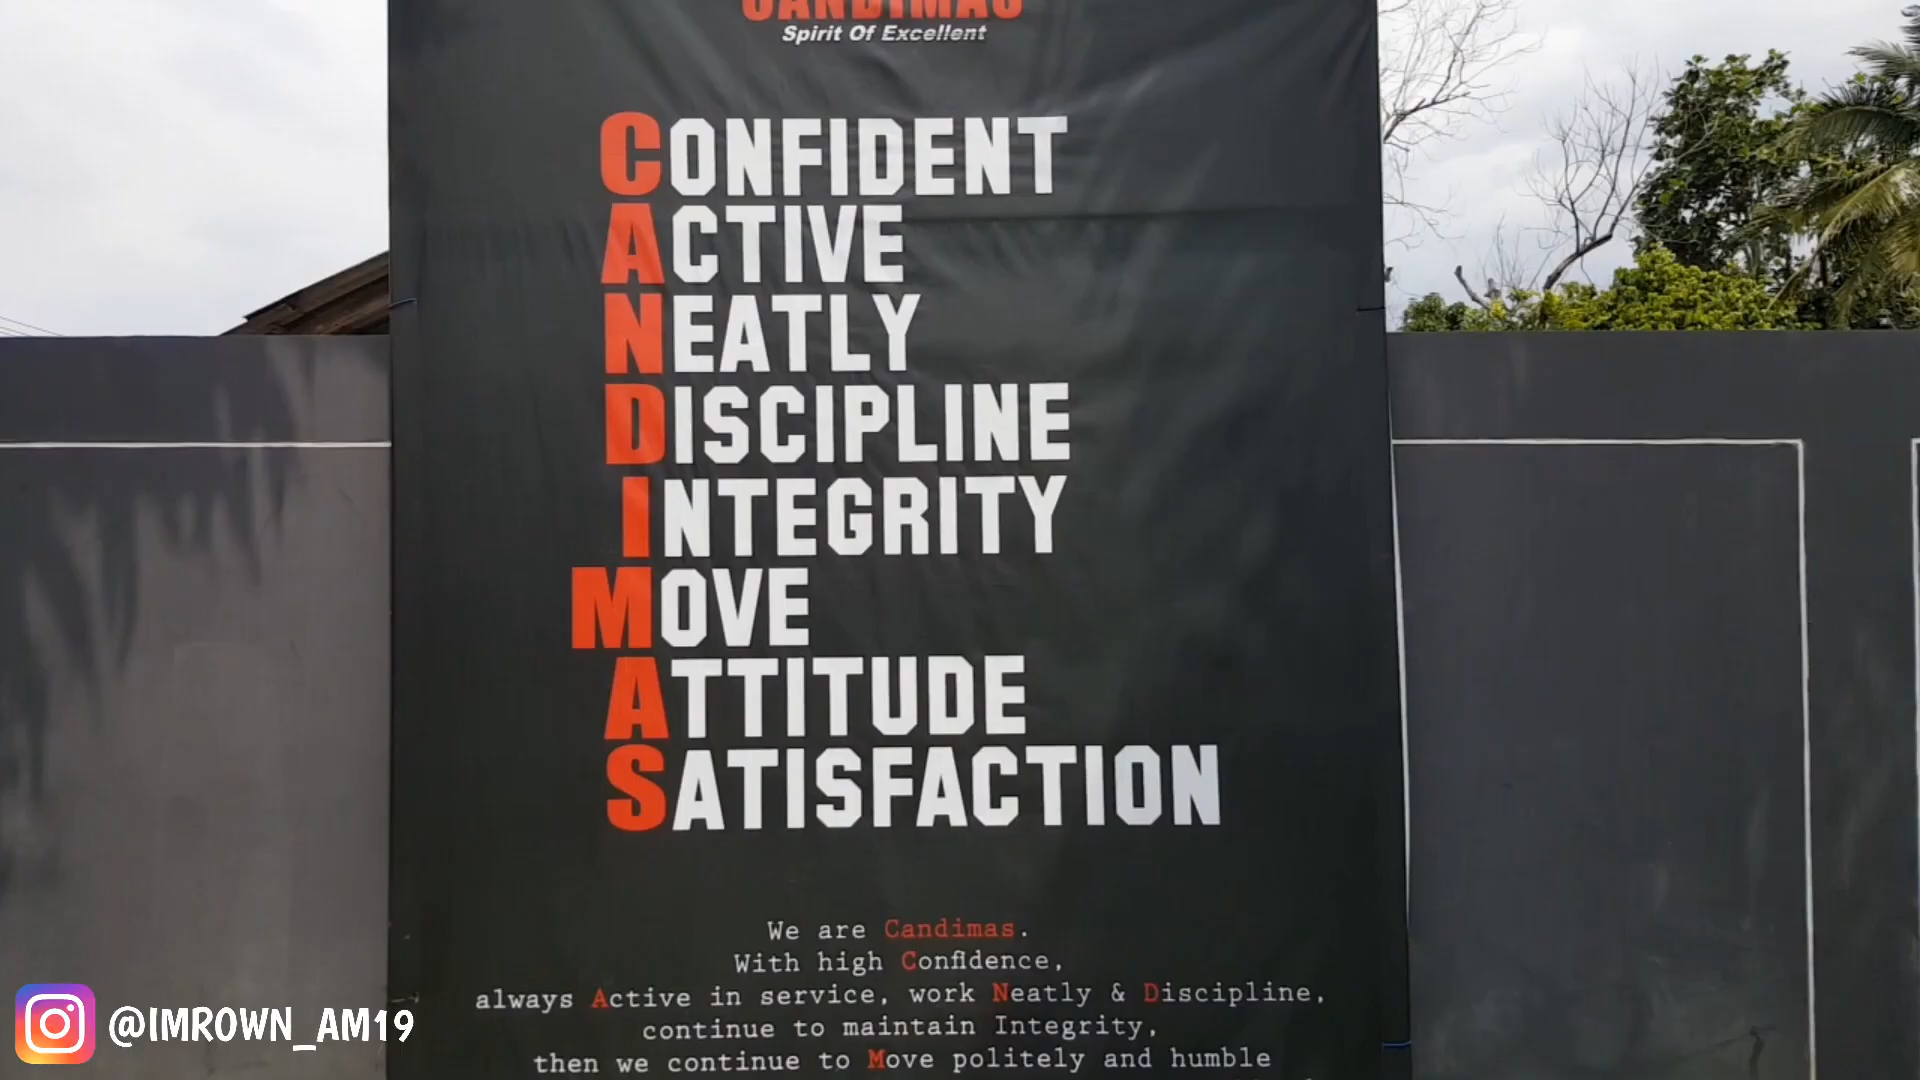 CANDIMAS
Spirit Of Excellent
CONFIDENT
ACTIVE
NEATLY
DISCIPLINE
INTEGRITY
MOVE
ATTITUDE
SATISFACTION
We are Candimas.
With high Confidence,
always Active in service, work Neatly & Discipline,
continue to maintain Integrity,
then we continue to Move politely and humble
@IMROWN_AM19